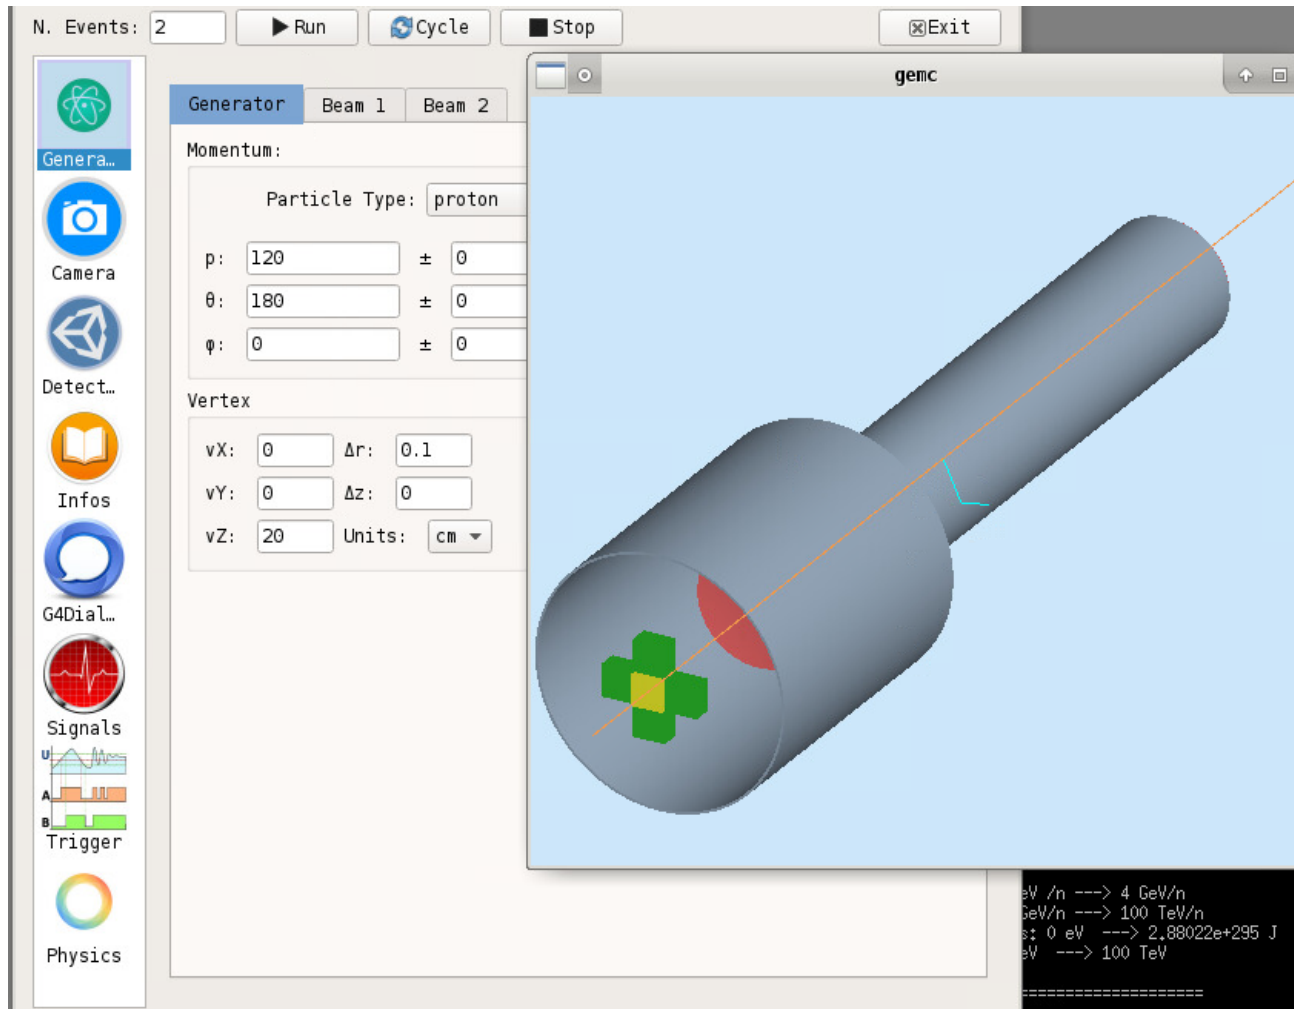 N. Events: 2 Run Cycle Stop Exit
gemc
Generator Beam 1 Beam 2
Genera…
Momentum:
Particle Type: proton
p: 120 ± 0
θ: 180 ± 0
φ: 0 ± 0
Camera
Detect…
Vertex
vX: 0 Δr: 0.1
vY: 0 Δz: 0
vZ: 20 Units: cm
Infos
G4Dial…
Signals
U
A
B
Trigger
Physics
eV /n ---> 4 GeV/n
GeV/n ---> 100 TeV/n
s: 0 eV ---> 2.88022e+295 J
eV ---> 100 TeV
=====================